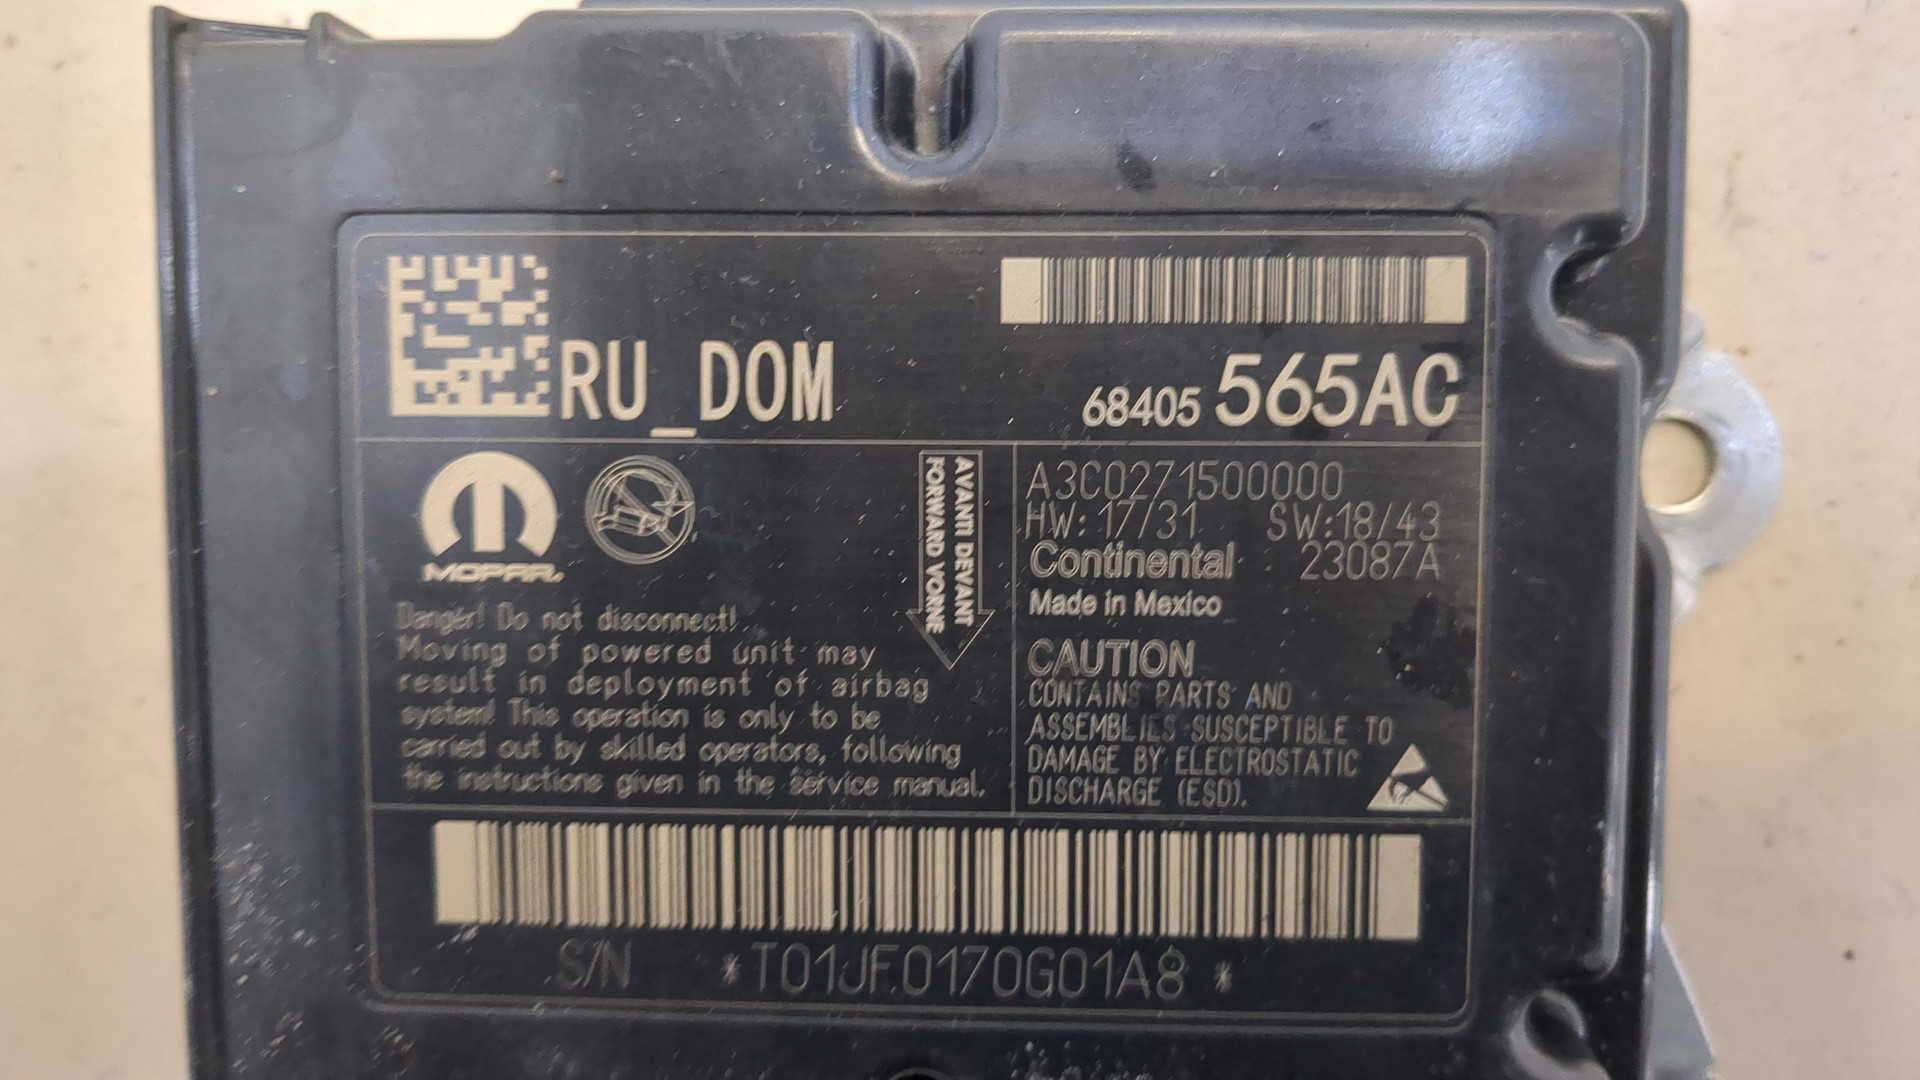 RU_DOM
68405 565AC
MOPAR
AVANTI DEVANT
FORWARD VORNE
A3C0271500000
HW: 17/31 SW:18/43
Continental 23087A
Made in Mexico
Danger! Do not disconnect!
Moving of powered unit may
result in deployment of airbag
system! This operation is only to be
carried out by skilled operators, following
the instructions given in the service manual.
CAUTION
CONTAINS PARTS AND
ASSEMBLIES SUSCEPTIBLE TO
DAMAGE BY ELECTROSTATIC
DISCHARGE (ESD).
S/N *T01JF0170G01A8*